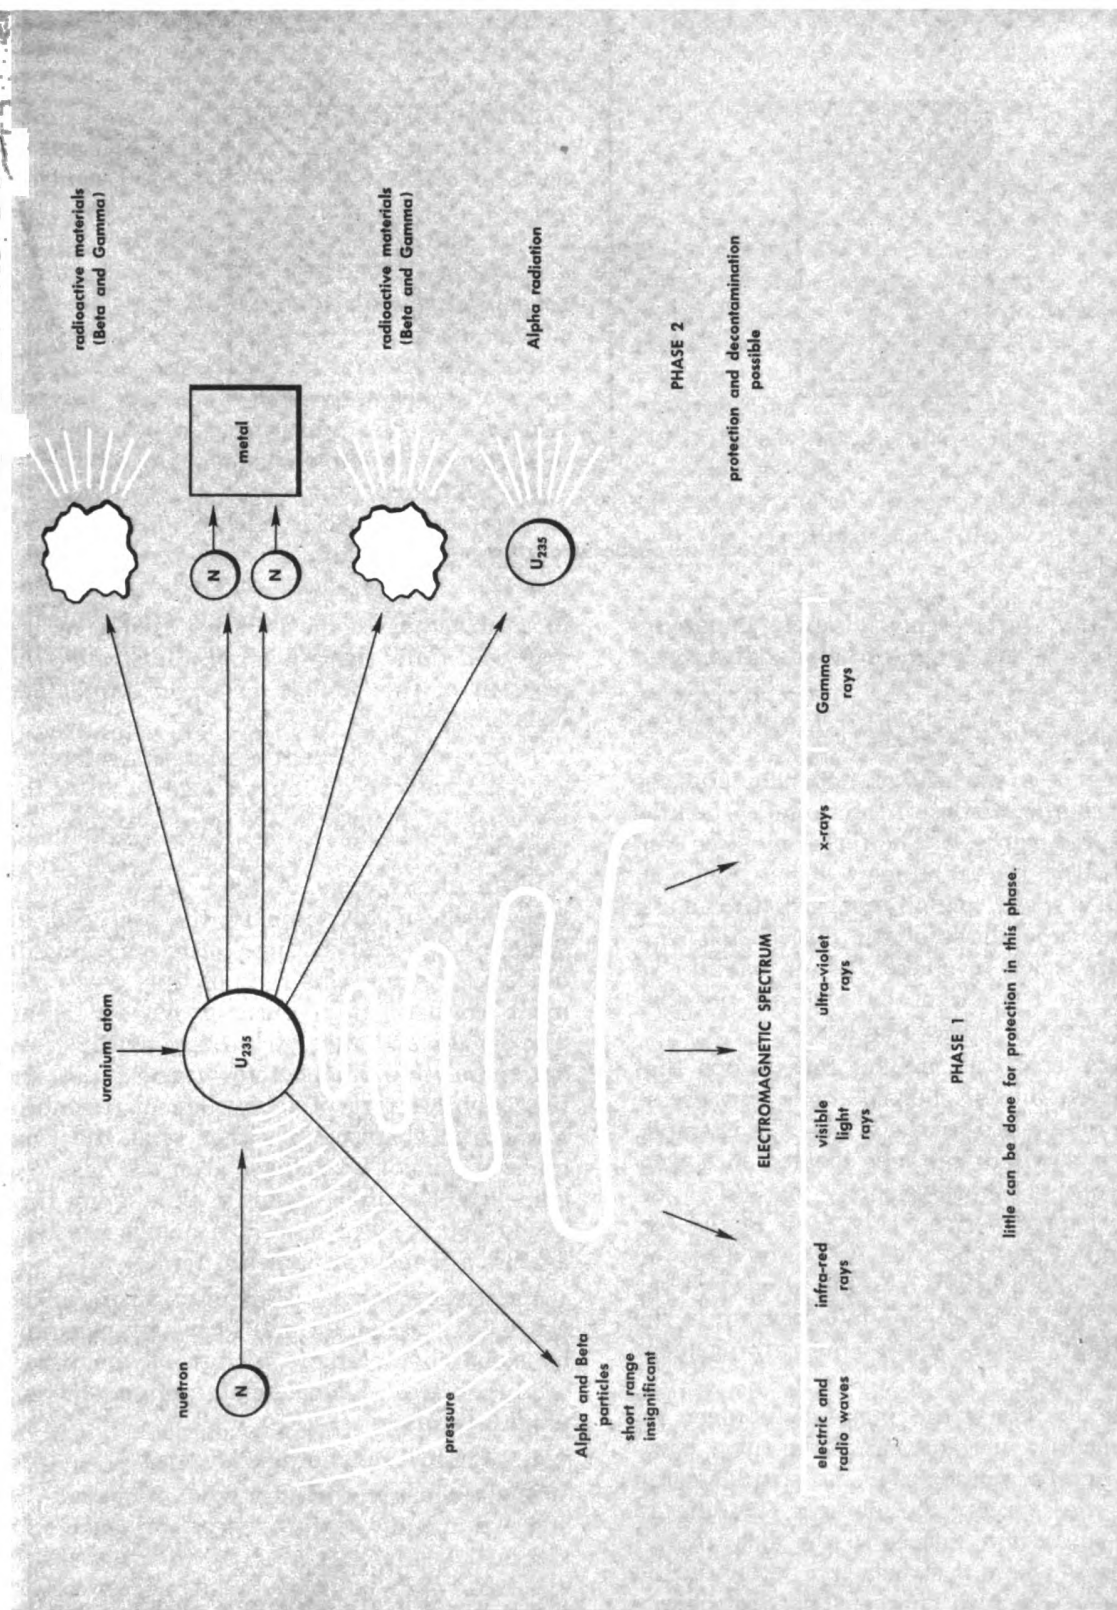 uranium atom
nuetron
N
U235
radioactive materials
(Beta and Gamma)
N
N
metal
radioactive materials
(Beta and Gamma)
U235
Alpha radiation
pressure
Alpha and Beta
particles
short range
insignificant
PHASE 2
protection and decontamination
possible
ELECTROMAGNETIC SPECTRUM
electric and
radio waves
infra-red
rays
visible
light
rays
ultra-violet
rays
x-rays
Gamma
rays
PHASE 1
little can be done for protection in this phase.